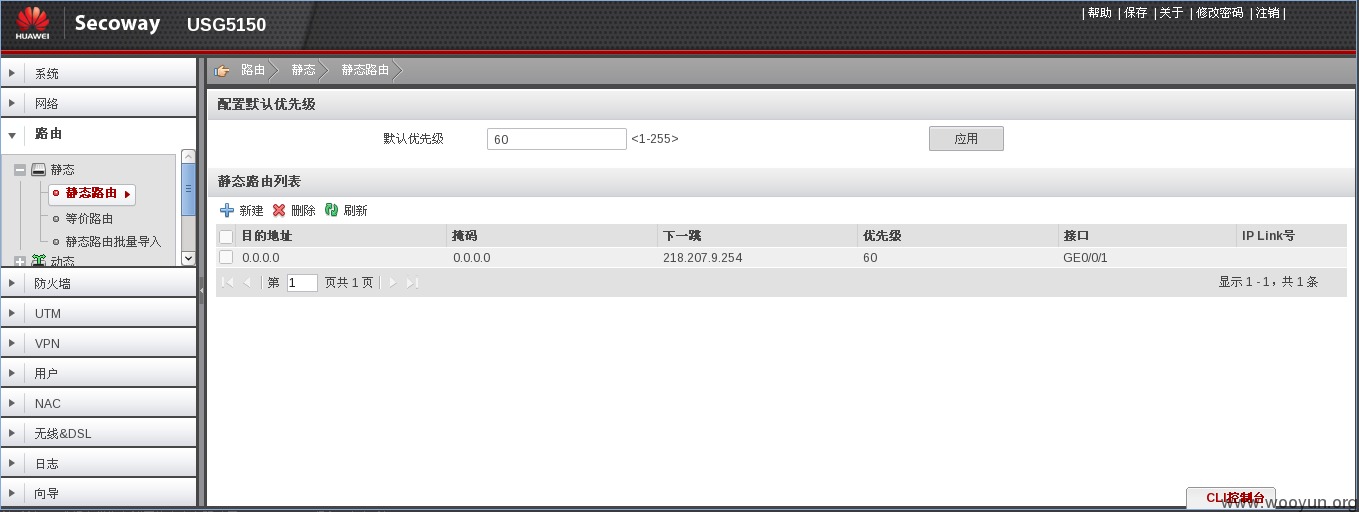 HUAWEI Secoway USG5150
| 帮助 | 保存 | 关于 | 修改密码 | 注销 |
系统
网络
路由
静态
静态路由
等价路由
静态路由批量导入
动态
防火墙
UTM
VPN
用户
NAC
无线&DSL
日志
向导
路由 静态 静态路由
配置默认优先级
默认优先级 60 <1-255> 应用
静态路由列表
新建 删除 刷新
目的地址 掩码 下一跳 优先级 接口 IP Link号
0.0.0.0 0.0.0.0 218.207.9.254 60 GE0/0/1
第 1 页共 1 页 显示 1 - 1，共 1 条
CLI控制台
www.wooyun.org